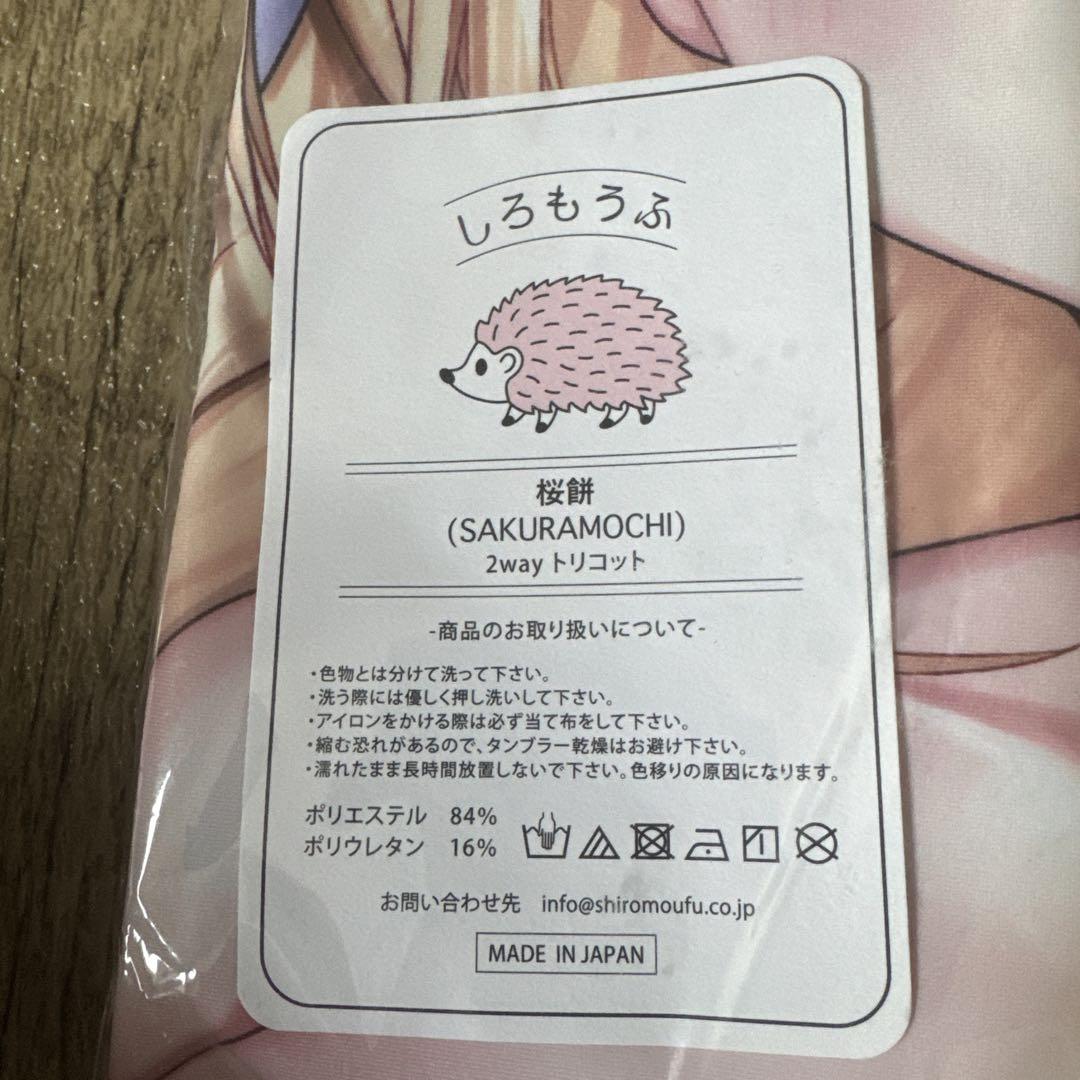 しろもうふ
桜餅
(SAKURAMOCHI)
2way トリコット
-商品のお取り扱いについて-
・色物とは分けて洗って下さい。
・洗う際には優しく押し洗いして下さい。
・アイロンをかける際は必ず当て布をして下さい。
・縮む恐れがあるので、タンブラー乾燥はお避け下さい。
・濡れたまま長時間放置しないで下さい。色移りの原因になります。
ポリエステル 84%
ポリウレタン 16%
お問い合わせ先 info@shiromoufu.co.jp
MADE IN JAPAN